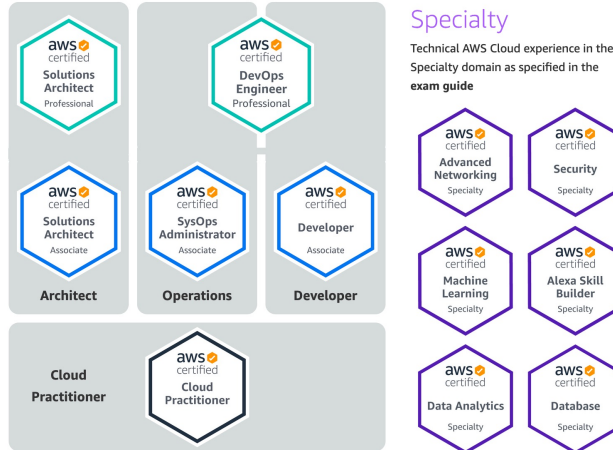 aws
certified
Solutions
Architect
Professional
aws
certified
DevOps
Engineer
Professional
aws
certified
Solutions
Architect
Associate
Architect
aws
certified
SysOps
Administrator
Associate
Operations
aws
certified
Developer
Associate
Developer
Cloud
Practitioner
aws
certified
Cloud
Practitioner
Specialty
Technical AWS Cloud experience in the
Specialty domain as specified in the
exam guide
aws
certified
Advanced
Networking
Specialty
aws
certified
Security
Specialty
aws
certified
Machine
Learning
Specialty
aws
certified
Alexa Skill
Builder
Specialty
aws
certified
Data Analytics
Specialty
aws
certified
Database
Specialty